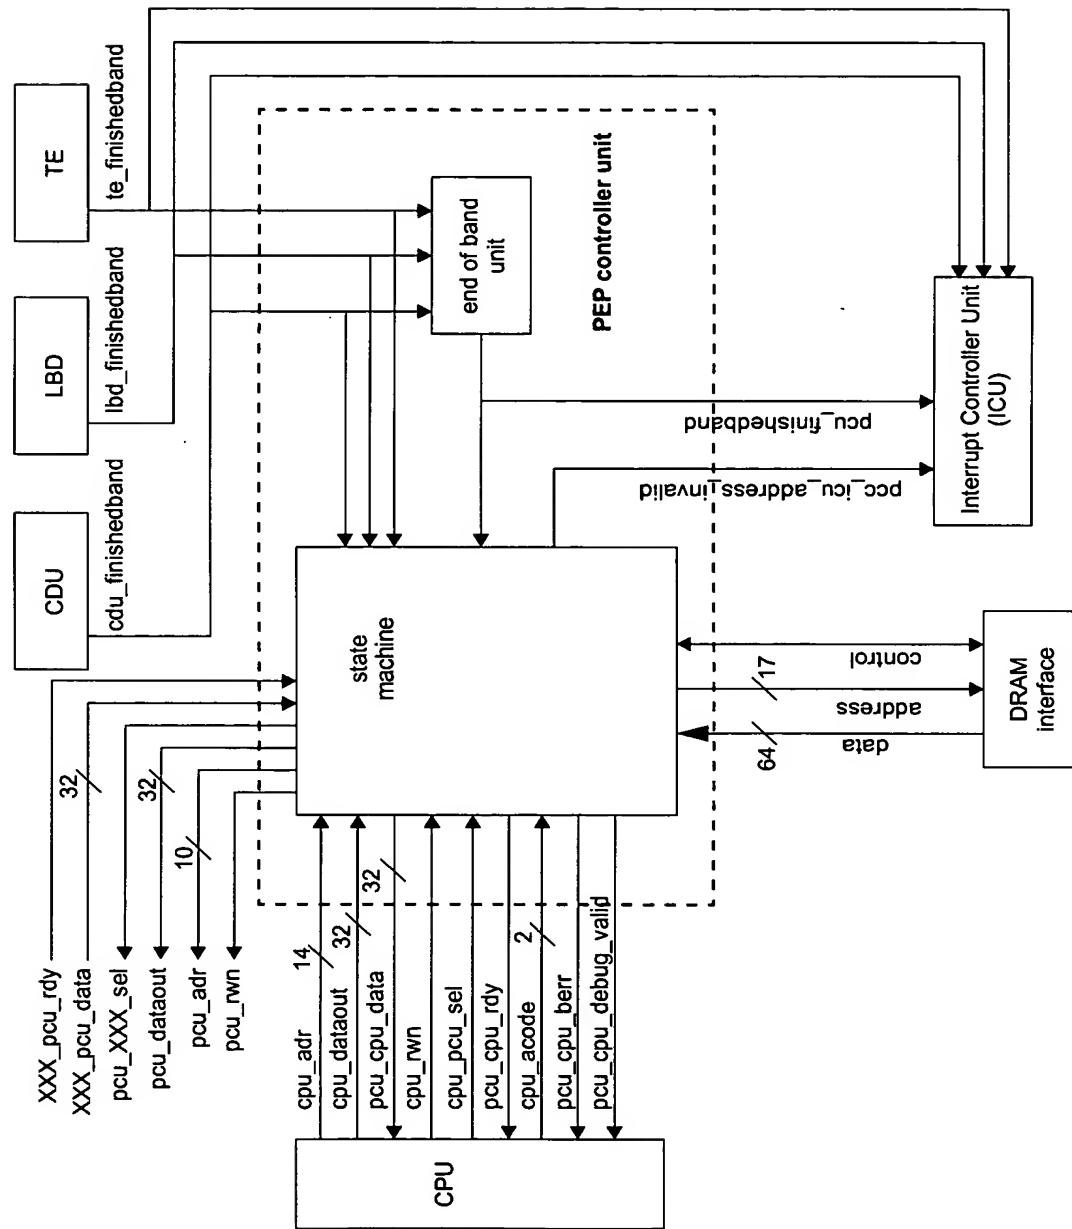 TE
te_finishedband
LBD
lbd_finishedband
CDU
cdu_finishedband
XXX_pcu_rdy
XXX_pcu_data
32
pcu_XXX_sel
pcu_dataout
32
pcu_adr
10
pcu_rwn
end of band
unit
PEP controller unit
state
machine
cpu_adr
14
cpu_dataout
32
pcu_cpu_data
32
cpu_rwn
cpu_pcu_sel
pcu_cpu_rdy
cpu_acode
2
pcu_cpu_berr
pcu_cpu_debug_valid
CPU
pcu_finishedband
pcc_icu_address_invalid
Interrupt Controller Unit
(ICU)
control
17
address
64
data
DRAM
interface